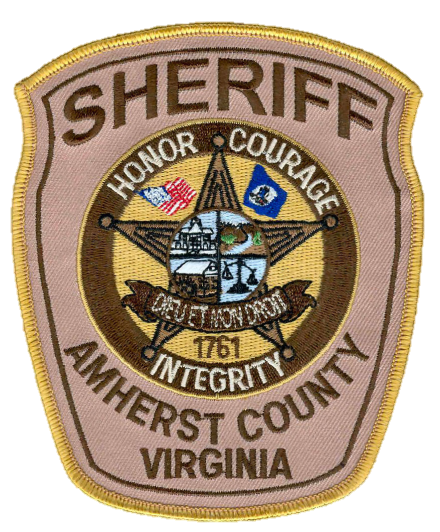 SHERIFF
HONOR COURAGE
DIEU ET MON DROIT
1761
INTEGRITY
AMHERST COUNTY
VIRGINIA